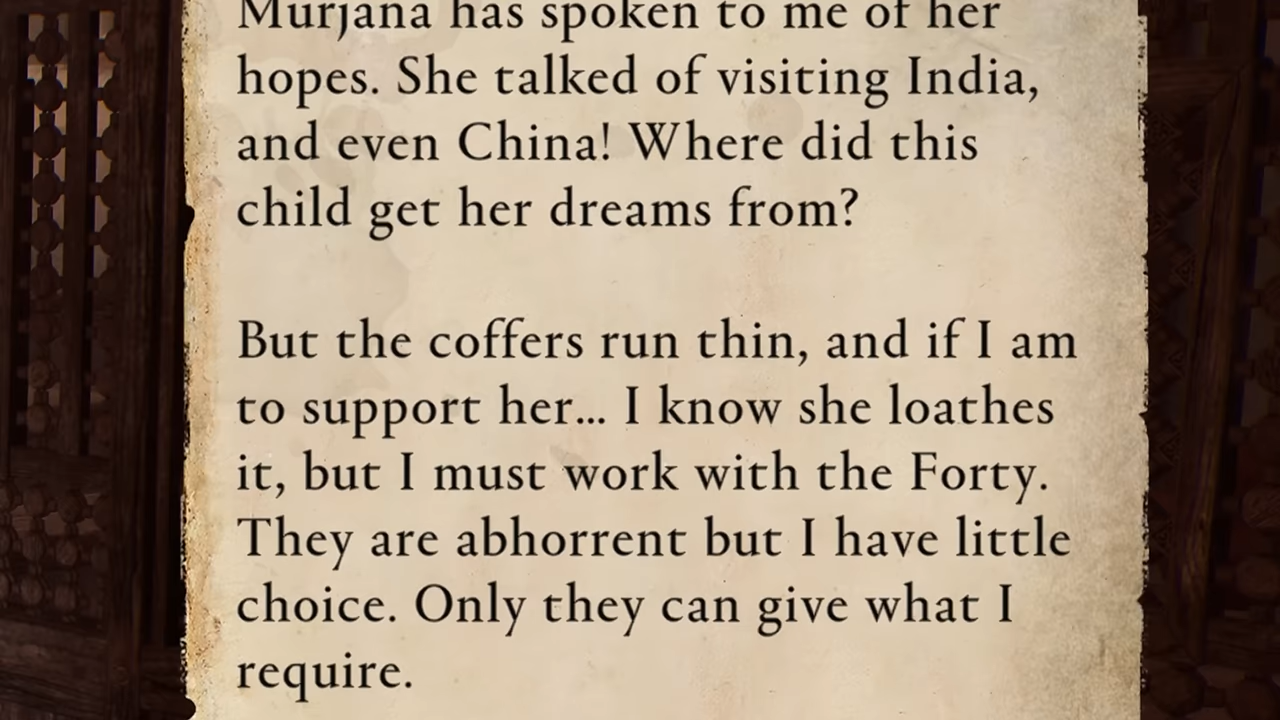 Murjana has spoken to me of her
hopes. She talked of visiting India,
and even China! Where did this
child get her dreams from?
But the coffers run thin, and if I am
to support her... I know she loathes
it, but I must work with the Forty.
They are abhorrent but I have little
choice. Only they can give what I
require.